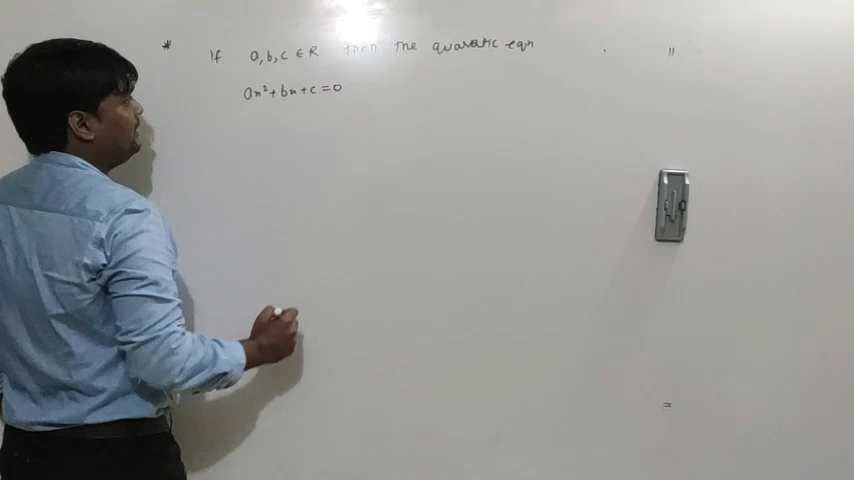 * If a, b, c ∈ R then the quadratic eqn
ax²+bx+c=0
"
=